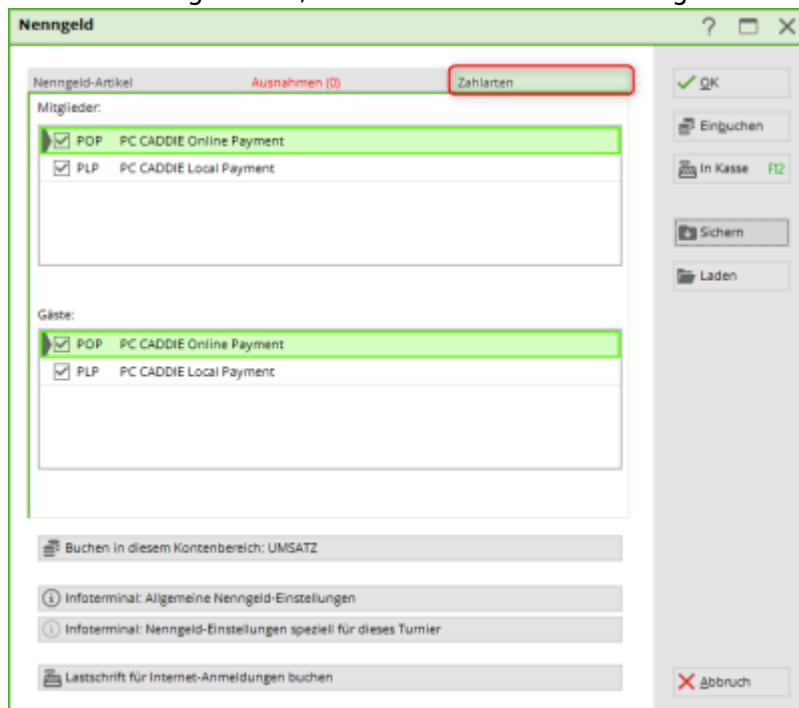 Nenngeld
Nenngeld-Artikel Ausnahmen (0) Zahlarten
Mitglieder:
POP PC CADDIE Online Payment
PLP PC CADDIE Local Payment
Gäste:
POP PC CADDIE Online Payment
PLP PC CADDIE Local Payment
Buchen in diesem Kontenbereich: UMSATZ
Infoterminal: Allgemeine Nenngeld-Einstellungen
Infoterminal: Nenngeld-Einstellungen speziell für dieses Turnier
Lastschrift für Internet-Anmeldungen buchen
OK
Einbuchen
In Kasse F12
Sichern
Laden
Abbruch